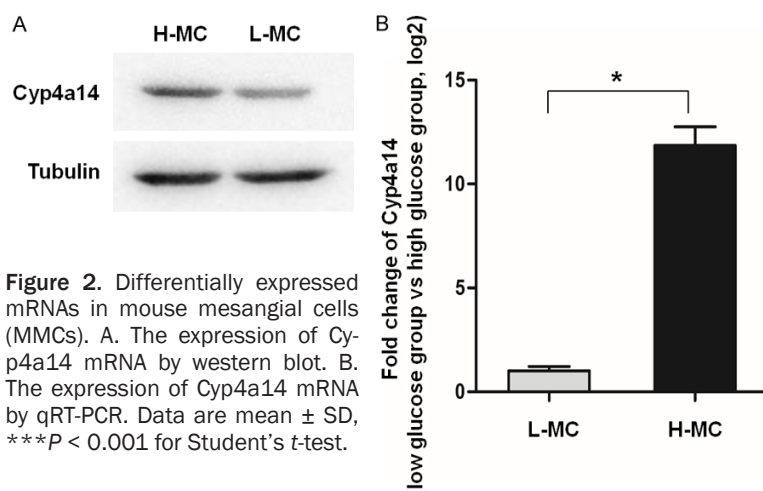 A
H-MC L-MC
Cyp4a14
Tubulin
Figure 2. Differentially expressed
mRNAs in mouse mesangial cells
(MMCs). A. The expression of Cy-
p4a14 mRNA by western blot. B.
The expression of Cyp4a14 mRNA
by qRT-PCR. Data are mean ± SD,
***P < 0.001 for Student's t-test.
B
Fold change of Cyp4a14
low glucose group vs high glucose group, log2)
15
10
5
0
*
L-MC H-MC